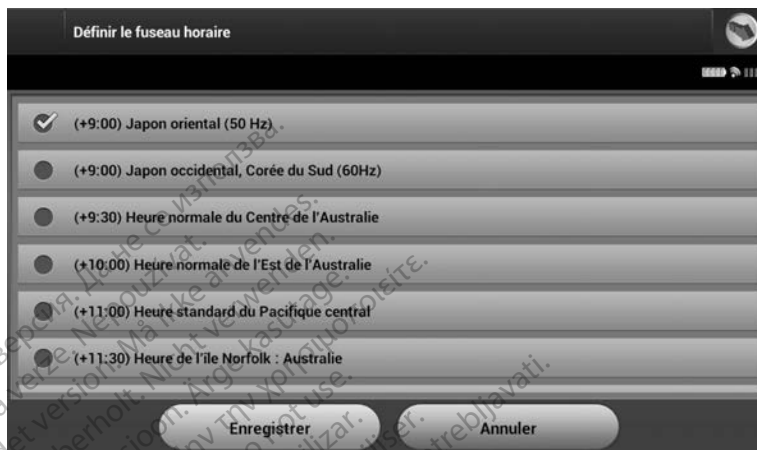 Définir le fuseau horaire
(+9:00) Japon oriental (50 Hz)
(+9:00) Japon occidental, Corée du Sud (60Hz)
(+9:30) Heure normale du Centre de l'Australie
(+10:00) Heure normale de l'Est de l'Australie
(+11:00) Heure standard du Pacifique central
(+11:30) Heure de l'île Norfolk : Australie
Enregistrer
Annuler